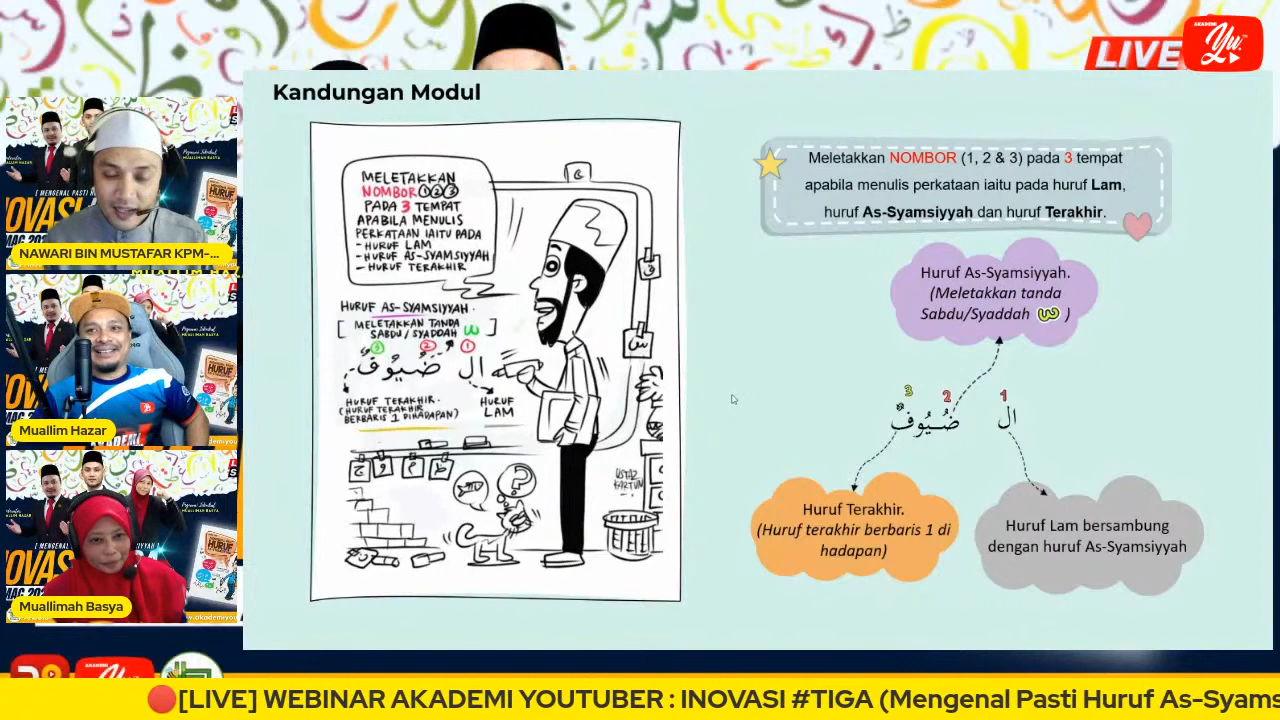 LIVE
AKADEMI
Yu.
Kandungan Modul
MELETAKKAN
NOMBOR 1 2 3
PADA 3 TEMPAT
APABILA MENULIS
PERKATAAN IAITU PADA
- HURUF LAM
- HURUF AS-SYAMSIYYAH
- HURUF TERAKHIR
HURUF AS-SYAMSIYYAH.
[ MELETAKKAN TANDA
SABDU/SYADDAH ]
3 2 1
ال ضُيُوفٌ
HURUF TERAKHIR.
(HURUF TERAKHIR
BERBARIS 1 DIHADAPAN)
HURUF
LAM
USTAZ
KARTUN
Meletakkan NOMBOR (1, 2 & 3) pada 3 tempat
apabila menulis perkataan iaitu pada huruf Lam,
huruf As-Syamsiyyah dan huruf Terakhir.
Huruf As-Syamsiyyah.
(Meletakkan tanda
Sabdu/Syaddah )
3 2 1
ال ضُيُوفٌ
Huruf Terakhir.
(Huruf terakhir berbaris 1 di
hadapan)
Huruf Lam bersambung
dengan huruf As-Syamsiyyah
NAWARI BIN MUSTAFAR KPM-...
Muallim Hazar
Muallimah Basya
[LIVE] WEBINAR AKADEMI YOUTUBER : INOVASI #TIGA (Mengenal Pasti Huruf As-Syams